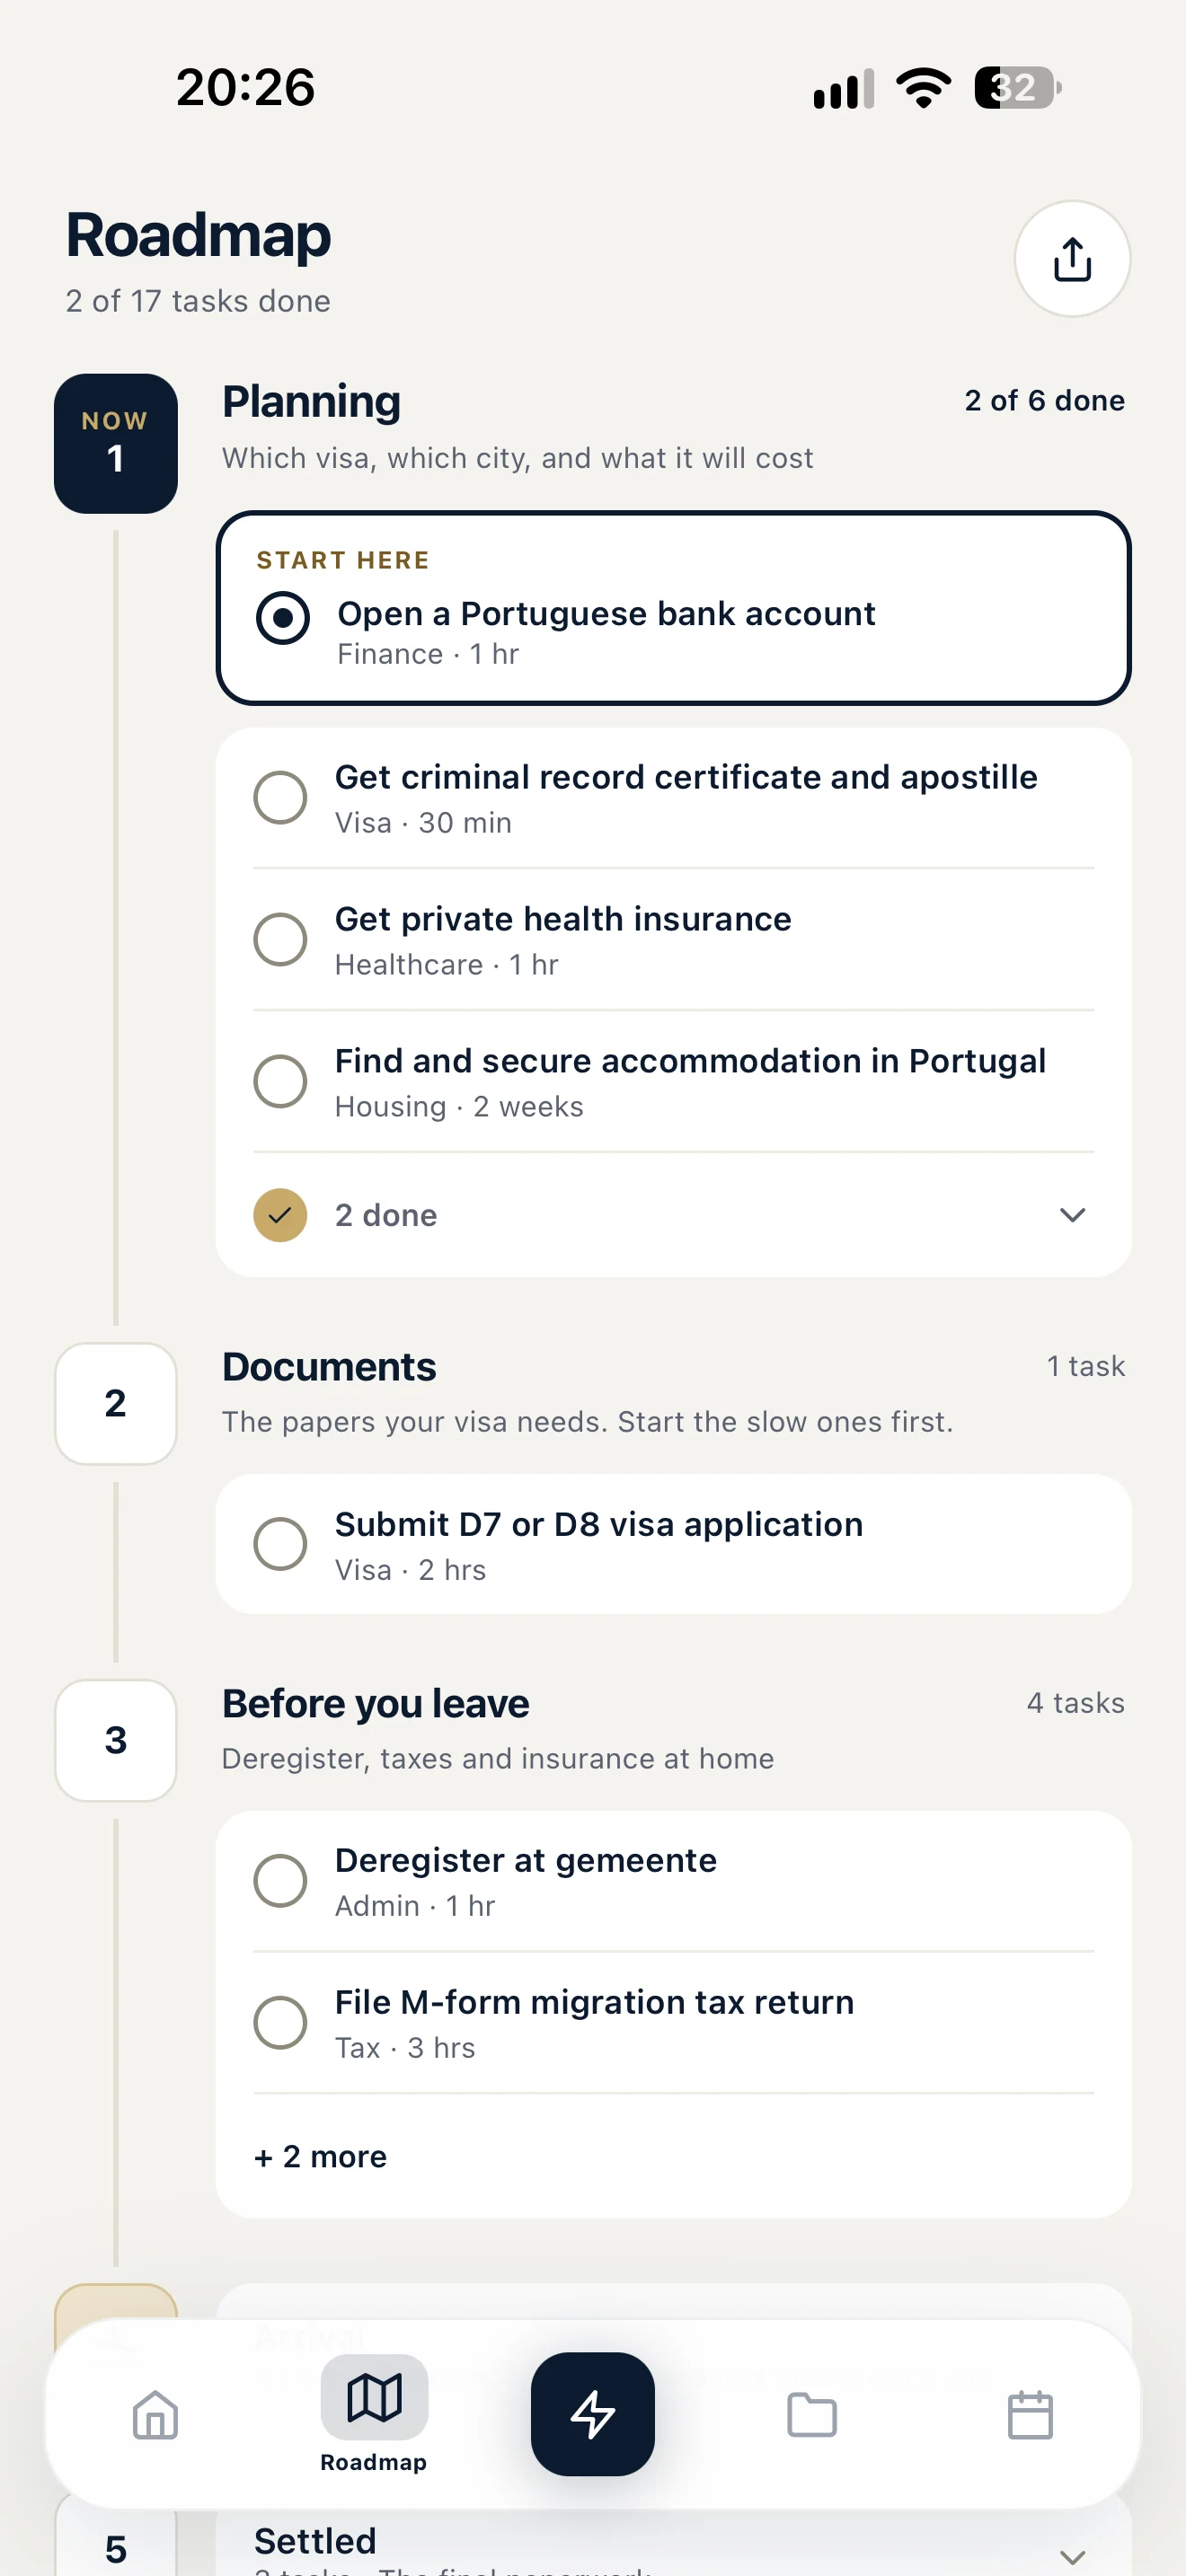 20:26
32
Roadmap
2 of 17 tasks done
NOW
1
Planning
2 of 6 done
Which visa, which city, and what it will cost
START HERE
Open a Portuguese bank account
Finance · 1 hr
Get criminal record certificate and apostille
Visa · 30 min
Get private health insurance
Healthcare · 1 hr
Find and secure accommodation in Portugal
Housing · 2 weeks
2 done
2
Documents
1 task
The papers your visa needs. Start the slow ones first.
Submit D7 or D8 visa application
Visa · 2 hrs
3
Before you leave
4 tasks
Deregister, taxes and insurance at home
Deregister at gemeente
Admin · 1 hr
File M-form migration tax return
Tax · 3 hrs
+ 2 more
Arrival
Roadmap
5
Settled